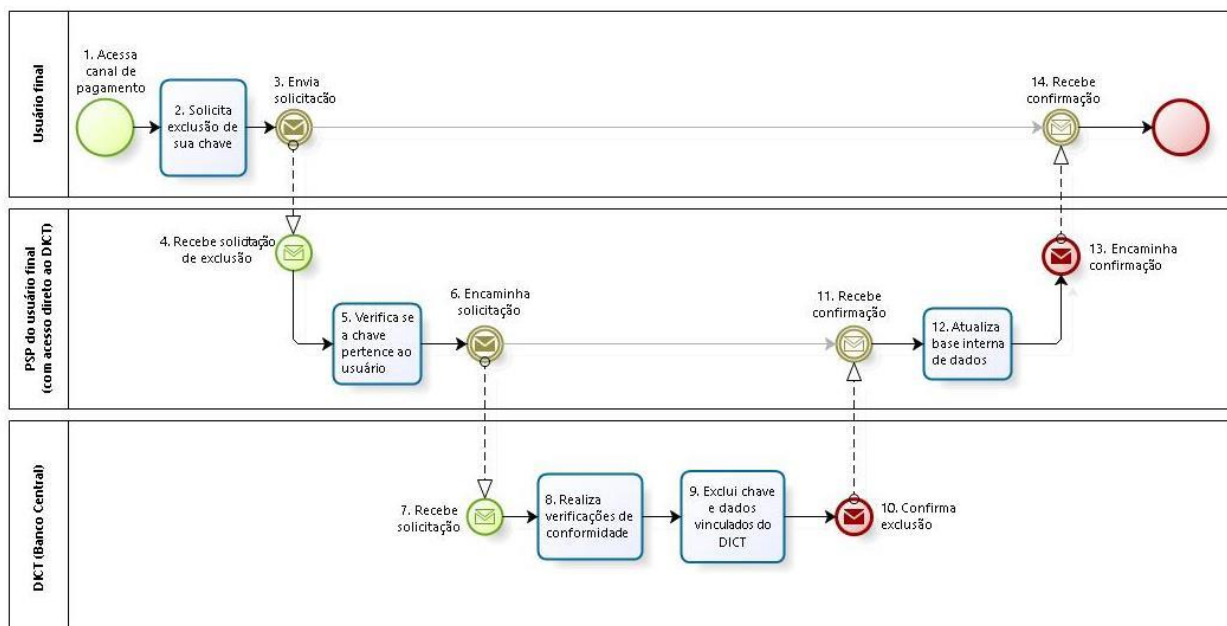 Usuário final
1. Acessa
canal de
pagamento
2. Solicita
exclusão de
sua chave
3. Envia
solicitacão
14. Recebe
confirmação
PSP do usuário final
(com acesso direto ao DICT)
4. Recebe solicitação
de exclusão
5. Verifica se
a chave
pertence ao
usuário
6. Encaminha
solicitação
11. Recebe
confirmação
12. Atualiza
base interna
de dados
13. Encaminha
confirmação
DICT (Banco Central)
7. Recebe
solicitação
8. Realiza
verificações de
conformidade
9. Exclui chave
e dados
vinculados do
DICT
10. Confirma
exclusão